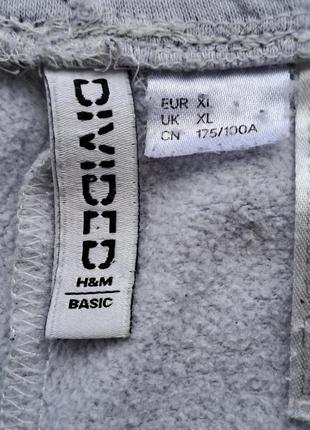 DIVIDED
H&M
BASIC
EUR XL
UK XL
CN 175/100A